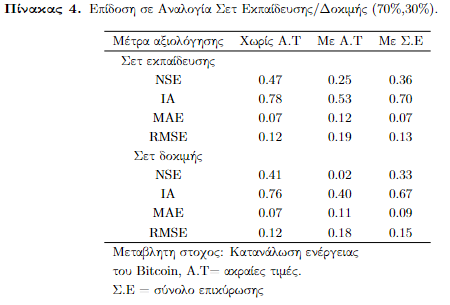 Πίνακας 4. Επίδοση σε Αναλογία Σετ Εκπαίδευσης/Δοκιμής (70%,30%).
Μέτρα αξιολόγησης Χωρίς Α.Τ Με Α.Τ Με Σ.Ε
Σετ εκπαίδευσης
NSE 0.47 0.25 0.36
IA 0.78 0.53 0.70
MAE 0.07 0.12 0.07
RMSE 0.12 0.19 0.13
Σετ δοκιμής
NSE 0.41 0.02 0.33
IA 0.76 0.40 0.67
MAE 0.07 0.11 0.09
RMSE 0.12 0.18 0.15
Μεταβλητη στοχος: Κατανάλωση ενέργειας
του Bitcoin, Α.Τ= ακραίες τιμές.
Σ.Ε = σύνολο επικύρωσης